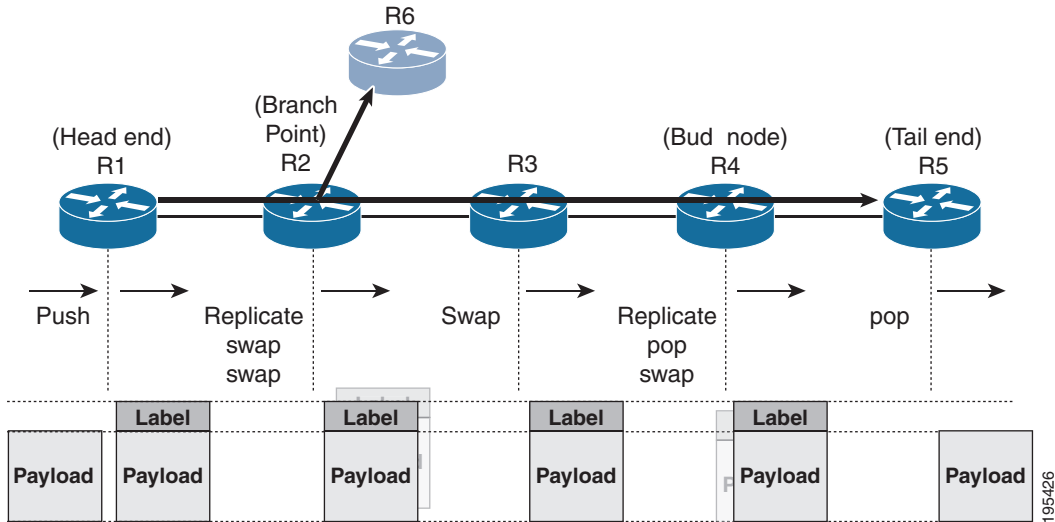 R6
(Branch
Point)
(Head end)
R1
R2
R3
(Bud node)
R4
(Tail end)
R5
Push
Replicate
swap
swap
Swap
Replicate
pop
swap
pop
Label
Label
Label
Label
Payload
Payload
Payload
Payload
Payload
Payload
195426